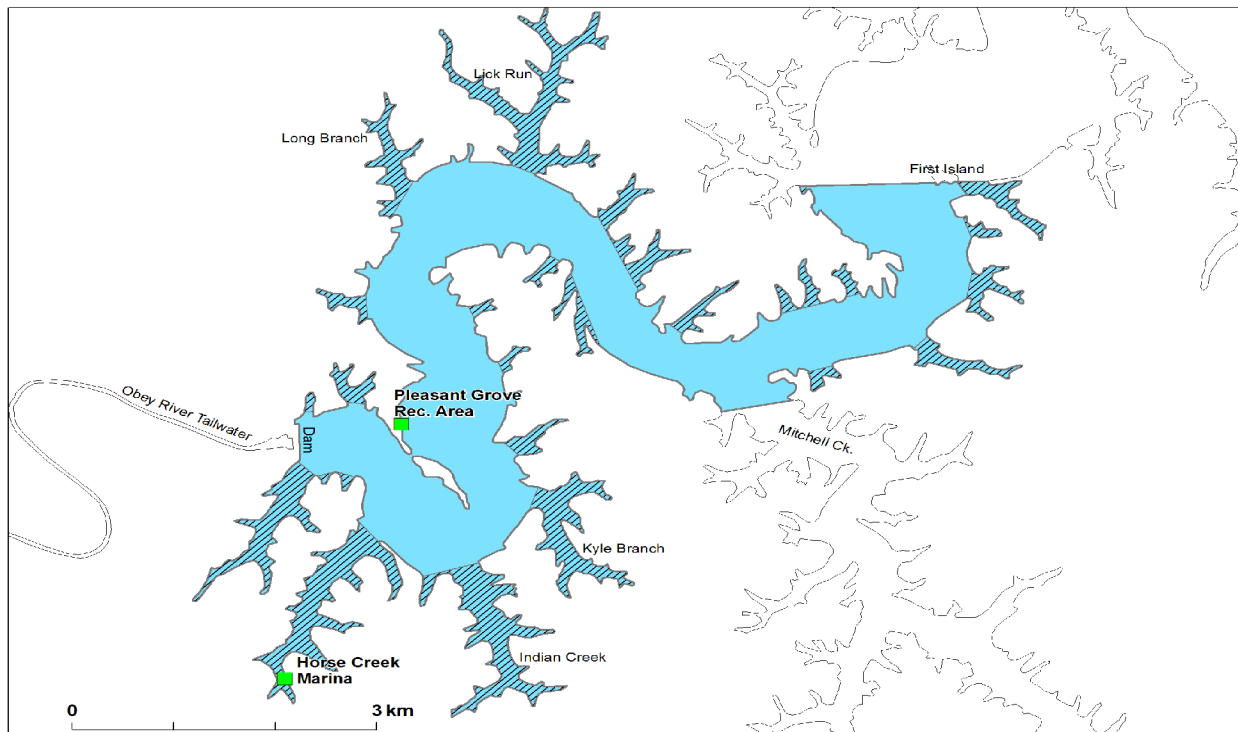 Lick Run
Long Branch
First Island
Obey River Tailwater
Pleasant Grove
Rec. Area
Dam
Mitchell Ck.
Kyle Branch
Indian Creek
Horse Creek
Marina
0
3 km